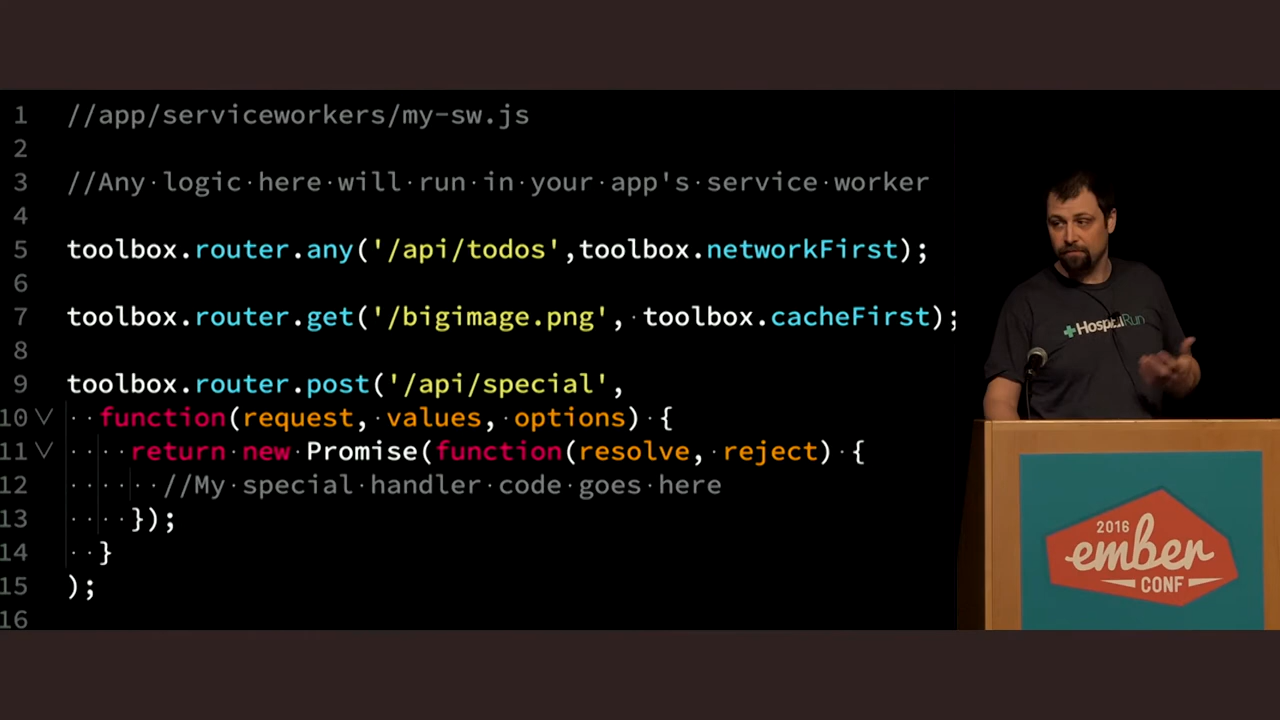 1 //app/serviceworkers/my-sw.js
2
3 //Any·logic·here·will·run·in·your·app's·service·worker
4
5 toolbox.router.any('/api/todos',toolbox.networkFirst);
6
7 toolbox.router.get('/bigimage.png',·toolbox.cacheFirst);
8
9 toolbox.router.post('/api/special',
10 ··function(request,·values,·options)·{
11 ····return·new·Promise(function(resolve,·reject)·{
12 ······//My·special·handler·code·goes·here
13 ····});
14 ··}
15 );
16
HospitalRun
2016
ember
CONF